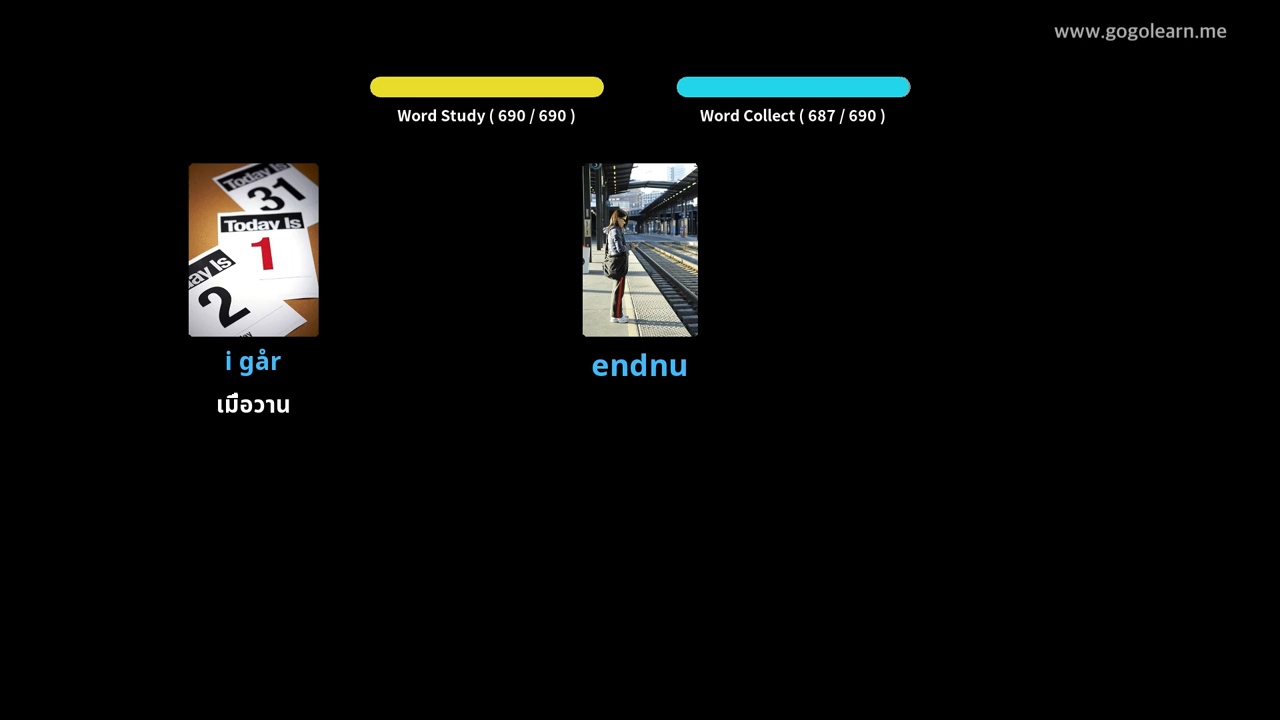 www.gogolearn.me
Word Study ( 690 / 690 )
Word Collect ( 687 / 690 )
Today Is
31
Today Is
1
ay Is
2
i går
เมื่อวาน
endnu